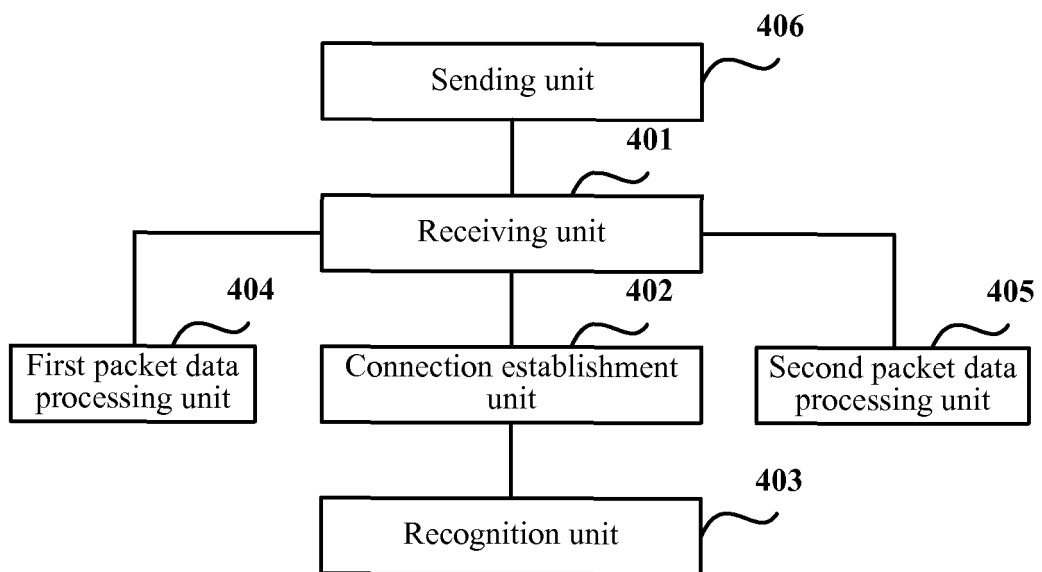 406
Sending unit
401
Receiving unit
404
402
405
First packet data
processing unit
Connection establishment
unit
Second packet data
processing unit
403
Recognition unit